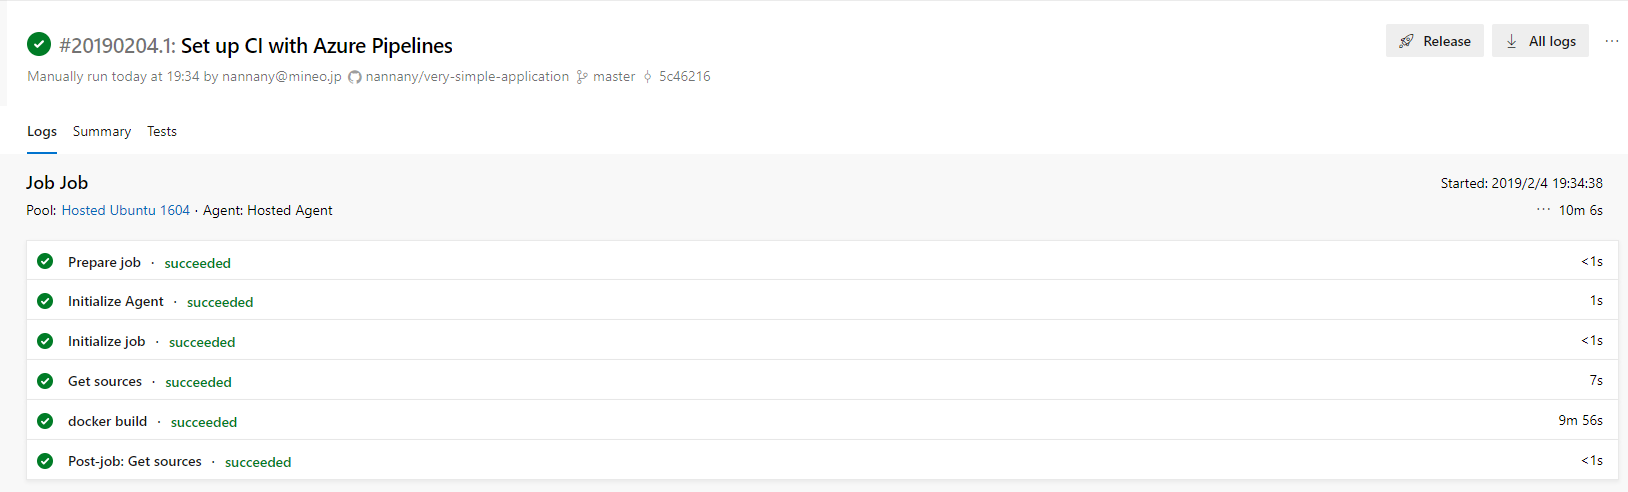 #20190204.1: Set up CI with Azure Pipelines
Release
All logs
Manually run today at 19:34 by nannany@mineo.jp nannany/very-simple-application master 5c46216
Logs Summary Tests
Job Job
Started: 2019/2/4 19:34:38
Pool: Hosted Ubuntu 1604 · Agent: Hosted Agent
··· 10m 6s
Prepare job · succeeded <1s
Initialize Agent · succeeded 1s
Initialize job · succeeded <1s
Get sources · succeeded 7s
docker build · succeeded 9m 56s
Post-job: Get sources · succeeded <1s